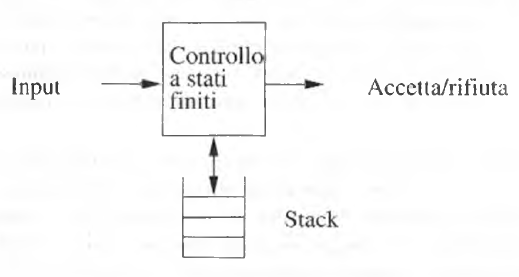 Controllo
a stati
finiti
Input
Accetta/rifiuta
Stack